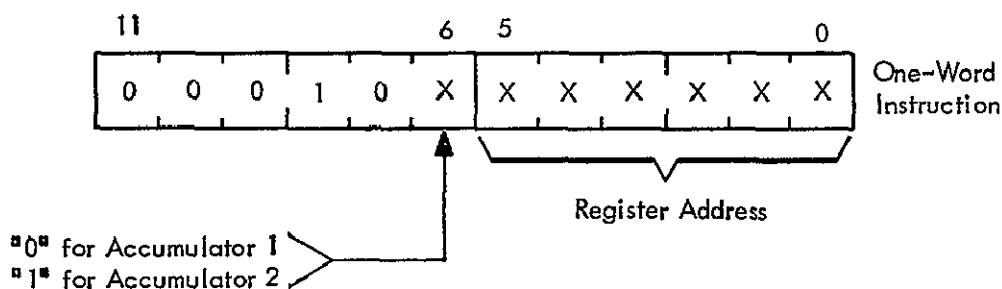 11 6 5 0
0 0 0 1 0 X X X X X X X
One-Word
Instruction
Register Address
"0" for Accumulator 1
"1" for Accumulator 2